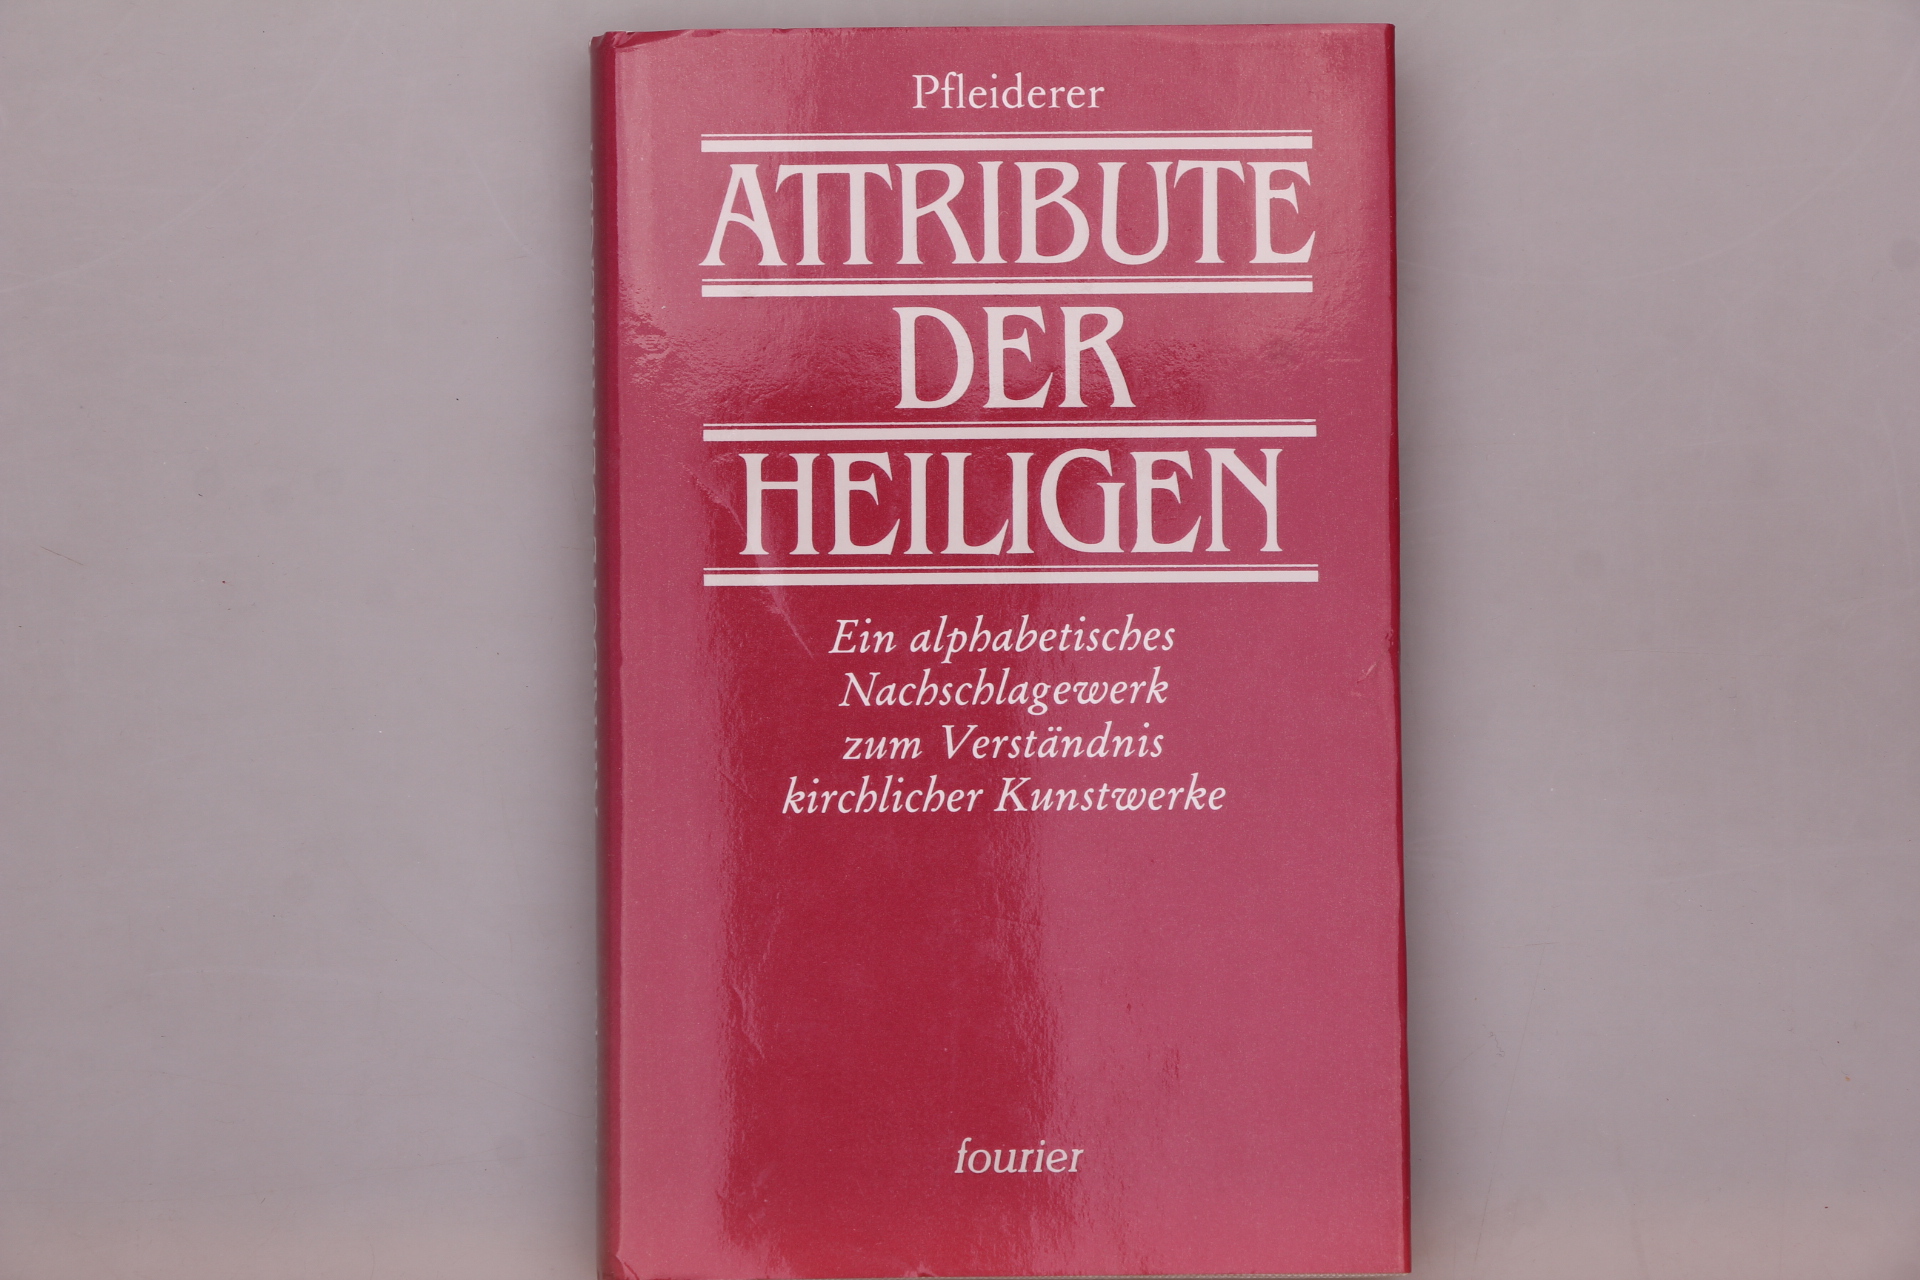 Pfleiderer
ATTRIBUTE
DER
HEILIGEN
Ein alphabetisches
Nachschlagewerk
zum Verständnis
kirchlicher Kunstwerke
fourier